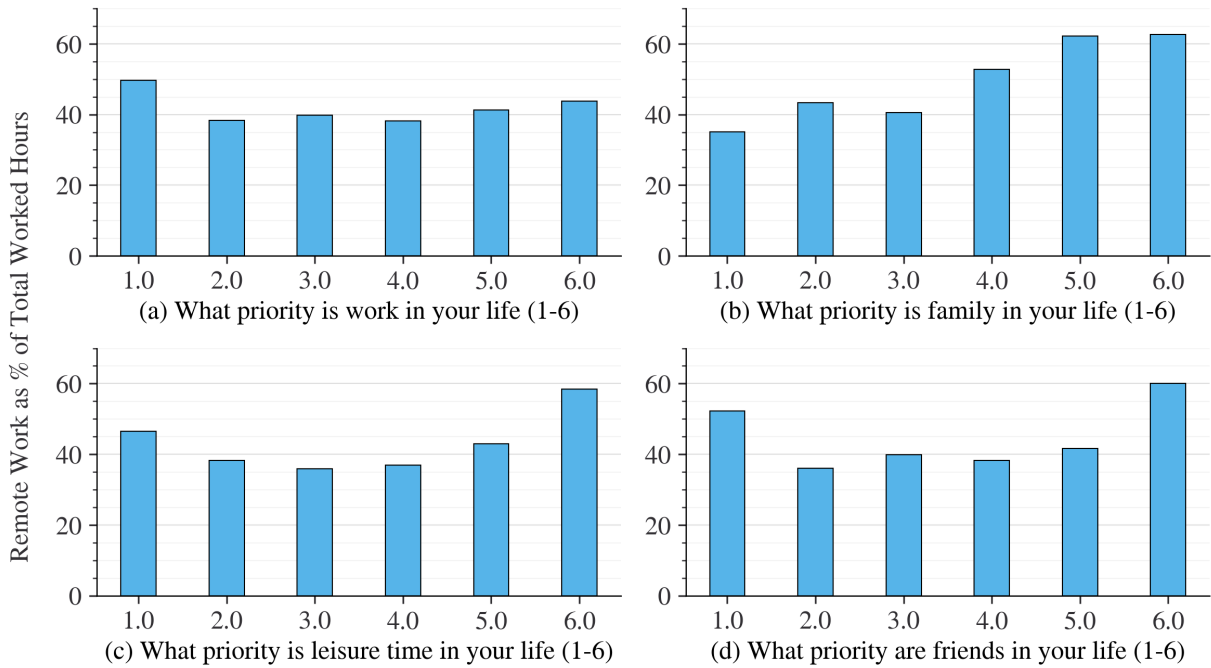 Remote Work as % of Total Worked Hours
60
40
20
0
1.0 2.0 3.0 4.0 5.0 6.0
(a) What priority is work in your life (1-6)
60
40
20
0
1.0 2.0 3.0 4.0 5.0 6.0
(b) What priority is family in your life (1-6)
60
40
20
0
1.0 2.0 3.0 4.0 5.0 6.0
(c) What priority is leisure time in your life (1-6)
60
40
20
0
1.0 2.0 3.0 4.0 5.0 6.0
(d) What priority are friends in your life (1-6)